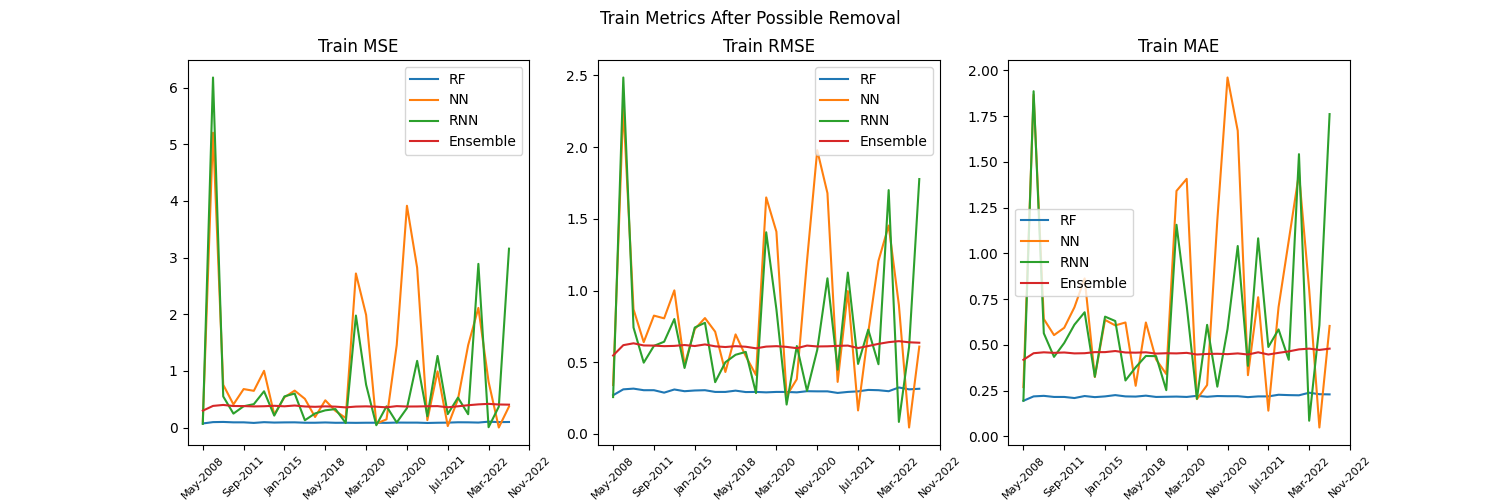 Train Metrics After Possible Removal
Train MSE
6
5
4
3
2
1
0
RF
NN
RNN
Ensemble
May-2008
Sep-2011
Jan-2015
May-2018
Mar-2020
Nov-2020
Jul-2021
Mar-2022
Nov-2022
Train RMSE
2.5
2.0
1.5
1.0
0.5
0.0
RF
NN
RNN
Ensemble
May-2008
Sep-2011
Jan-2015
May-2018
Mar-2020
Nov-2020
Jul-2021
Mar-2022
Nov-2022
Train MAE
2.00
1.75
1.50
1.25
1.00
0.75
0.50
0.25
0.00
RF
NN
RNN
Ensemble
May-2008
Sep-2011
Jan-2015
May-2018
Mar-2020
Nov-2020
Jul-2021
Mar-2022
Nov-2022